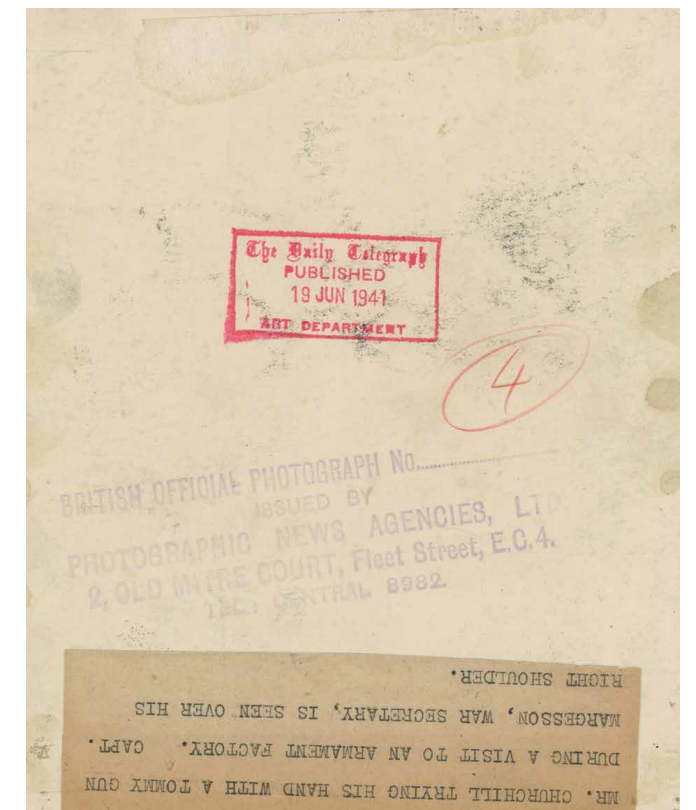 The Daily Telegraph
PUBLISHED
19 JUN 1941
ART DEPARTMENT
4
BRITISH OFFICIAL PHOTOGRAPH No.
ISSUED BY
PHOTOGRAPHIC NEWS AGENCIES, LTD.
2, OLD MITRE COURT, Fleet Street, E.C.4.
TEL: CENTRAL 8982.
MR. CHURCHILL TRYING HIS HAND WITH A TOMMY GUN
DURING A VISIT TO AN ARMAMENT FACTORY. CAPT.
MARGESSON, WAR SECRETARY, IS SEEN OVER HIS
RIGHT SHOULDER.